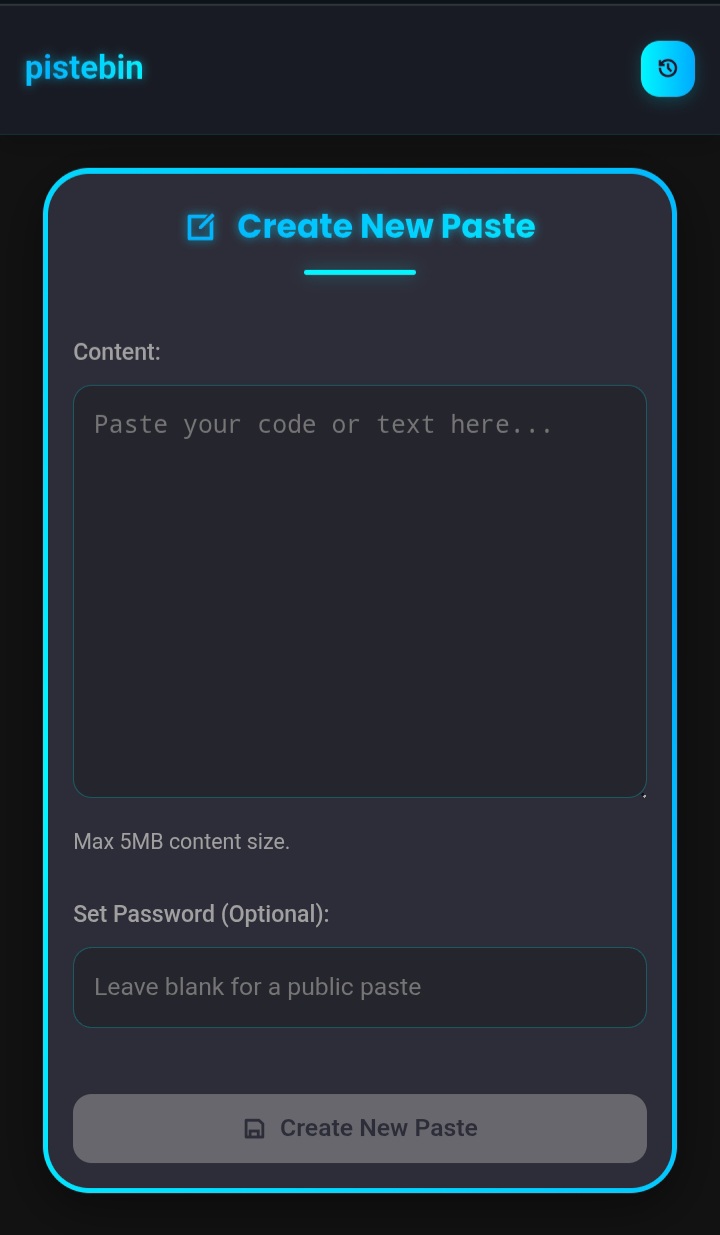 pistebin
Create New Paste
Content:
Paste your code or text here...
Max 5MB content size.
Set Password (Optional):
Leave blank for a public paste
Create New Paste